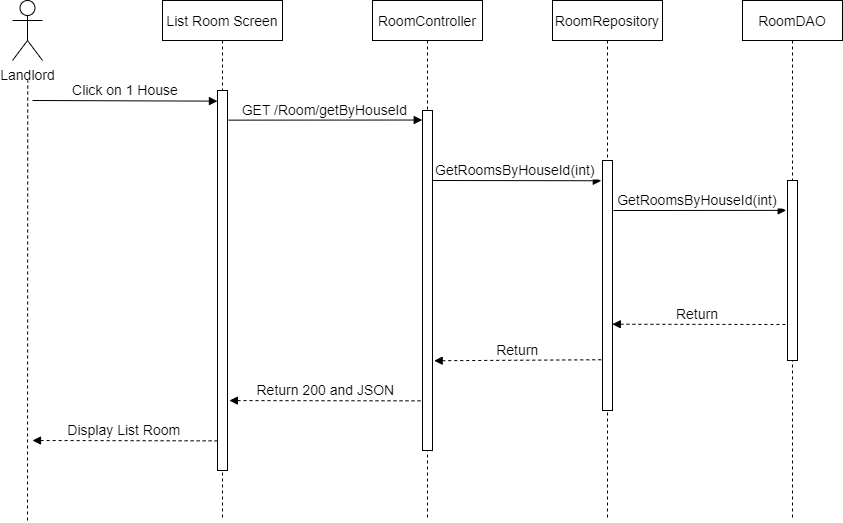 List Room Screen
RoomController
RoomRepository
RoomDAO
Landlord
Click on 1 House
GET /Room/getByHouseId
GetRoomsByHouseId(int)
GetRoomsByHouseId(int)
Return
Return
Return 200 and JSON
Display List Room